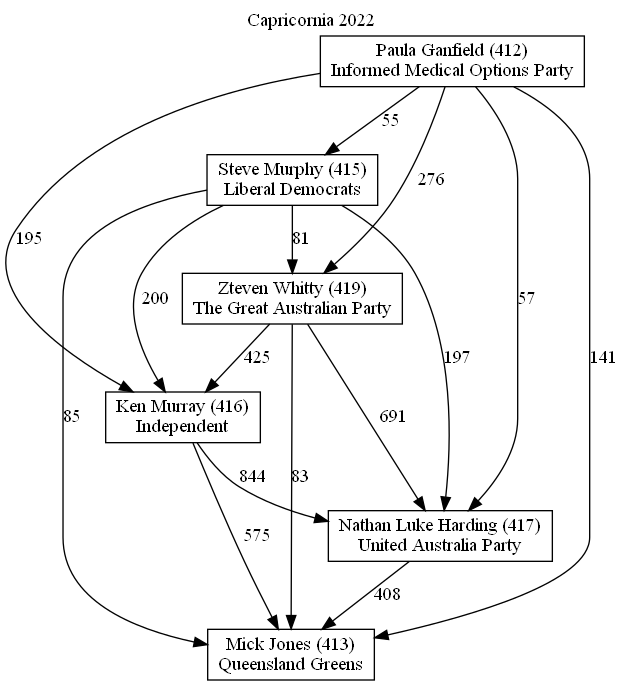 Capricornia 2022
Paula Ganfield (412)
Informed Medical Options Party
55
276
Steve Murphy (415)
Liberal Democrats
195
200
81
57
Zteven Whitty (419)
The Great Australian Party
425
197
141
85
691
Ken Murray (416)
Independent
844
83
575
Nathan Luke Harding (417)
United Australia Party
408
Mick Jones (413)
Queensland Greens